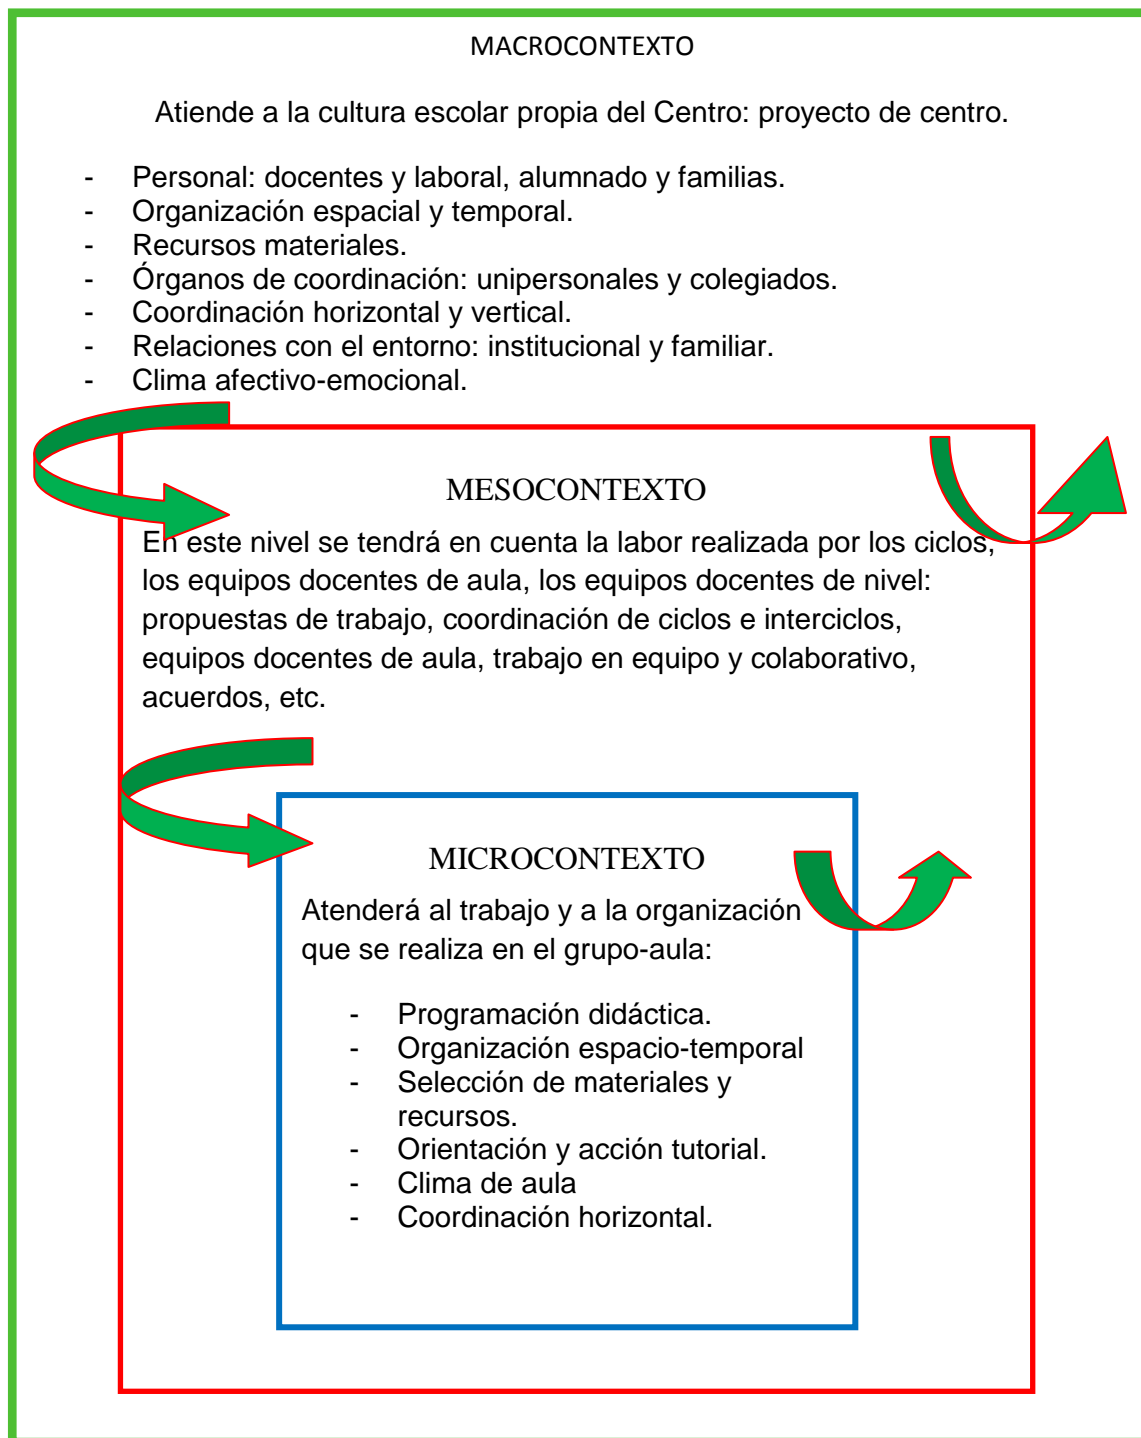 MACROCONTEXTO
Atiende a la cultura escolar propia del Centro: proyecto de centro.
- Personal: docentes y laboral, alumnado y familias.
- Organización espacial y temporal.
- Recursos materiales.
- Órganos de coordinación: unipersonales y colegiados.
- Coordinación horizontal y vertical.
- Relaciones con el entorno: institucional y familiar.
- Clima afectivo-emocional.
MESOCONTEXTO
En este nivel se tendrá en cuenta la labor realizada por los ciclos,
los equipos docentes de aula, los equipos docentes de nivel:
propuestas de trabajo, coordinación de ciclos e interciclos,
equipos docentes de aula, trabajo en equipo y colaborativo,
acuerdos, etc.
MICROCONTEXTO
Atenderá al trabajo y a la organización
que se realiza en el grupo-aula:
- Programación didáctica.
- Organización espacio-temporal
- Selección de materiales y
recursos.
- Orientación y acción tutorial.
- Clima de aula
- Coordinación horizontal.